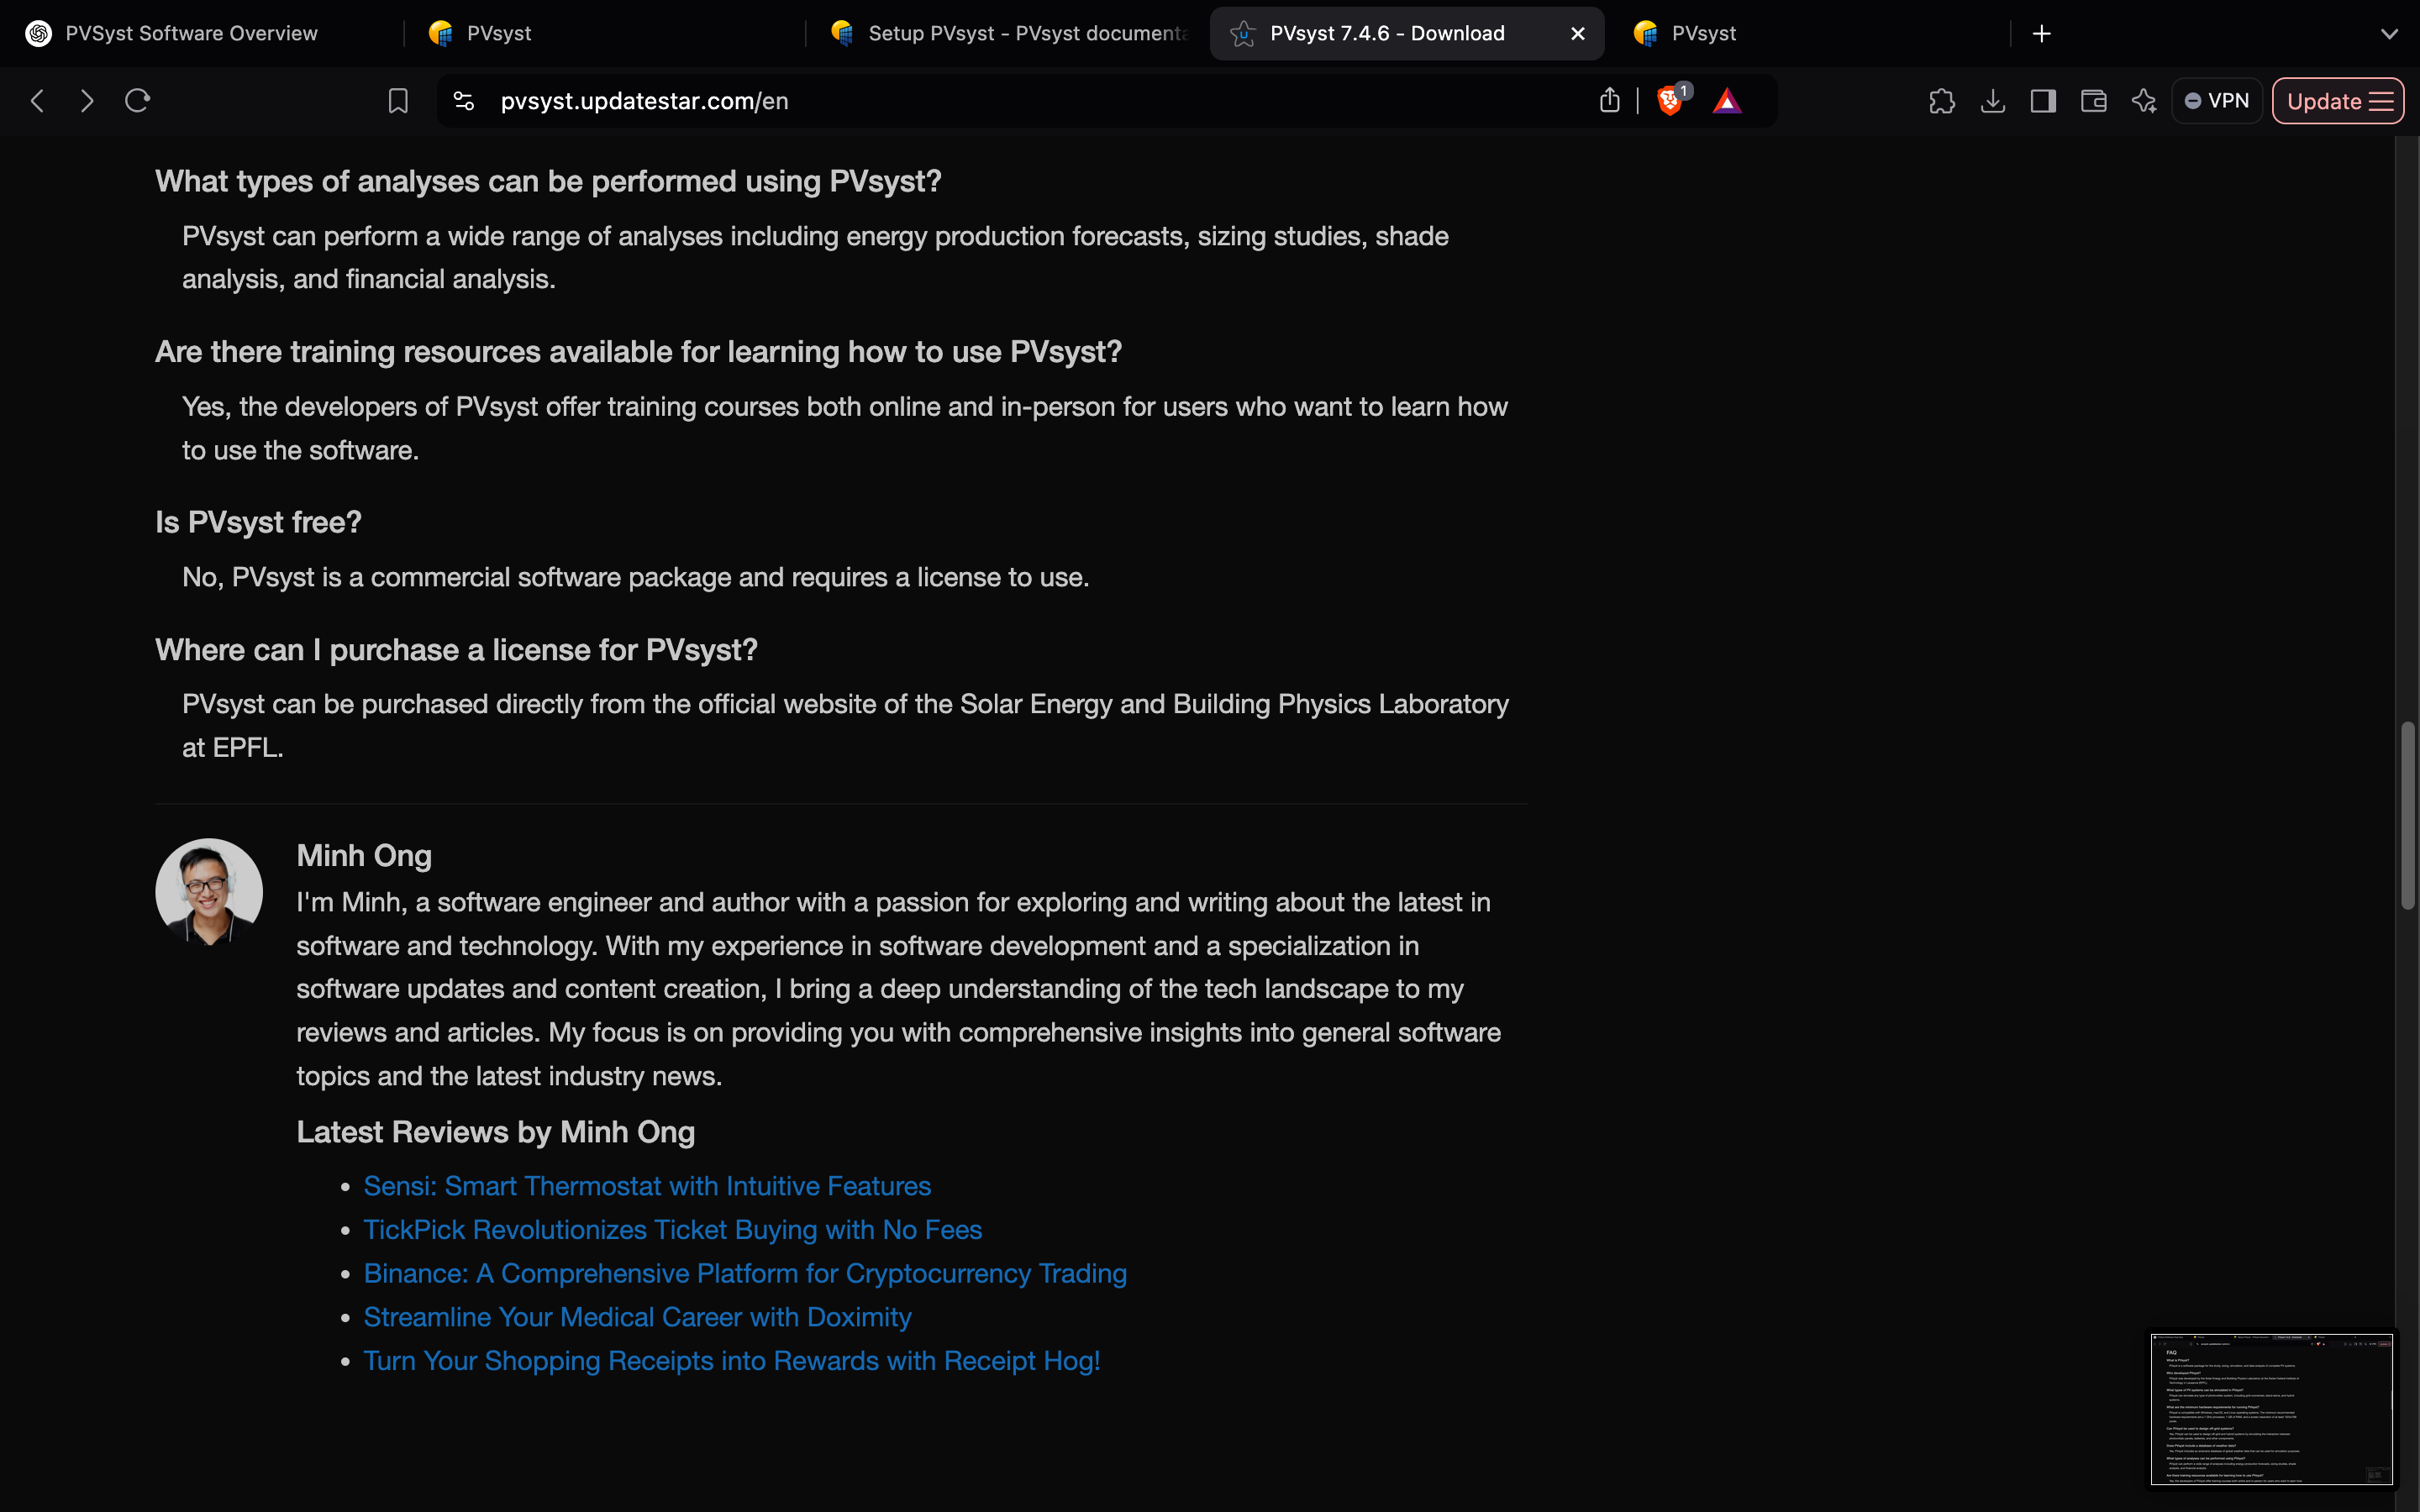 PVSyst Software Overview
PVsyst
Setup PVsyst - PVsyst documenta
PVsyst 7.4.6 - Download
PVsyst
pvsyst.updatestar.com/en
1
VPN
Update
What types of analyses can be performed using PVsyst?
PVsyst can perform a wide range of analyses including energy production forecasts, sizing studies, shade
analysis, and financial analysis.
Are there training resources available for learning how to use PVsyst?
Yes, the developers of PVsyst offer training courses both online and in-person for users who want to learn how
to use the software.
Is PVsyst free?
No, PVsyst is a commercial software package and requires a license to use.
Where can I purchase a license for PVsyst?
PVsyst can be purchased directly from the official website of the Solar Energy and Building Physics Laboratory
at EPFL.
Minh Ong
I'm Minh, a software engineer and author with a passion for exploring and writing about the latest in
software and technology. With my experience in software development and a specialization in
software updates and content creation, I bring a deep understanding of the tech landscape to my
reviews and articles. My focus is on providing you with comprehensive insights into general software
topics and the latest industry news.
Latest Reviews by Minh Ong
• Sensi: Smart Thermostat with Intuitive Features
• TickPick Revolutionizes Ticket Buying with No Fees
• Binance: A Comprehensive Platform for Cryptocurrency Trading
• Streamline Your Medical Career with Doximity
• Turn Your Shopping Receipts into Rewards with Receipt Hog!
FAQ